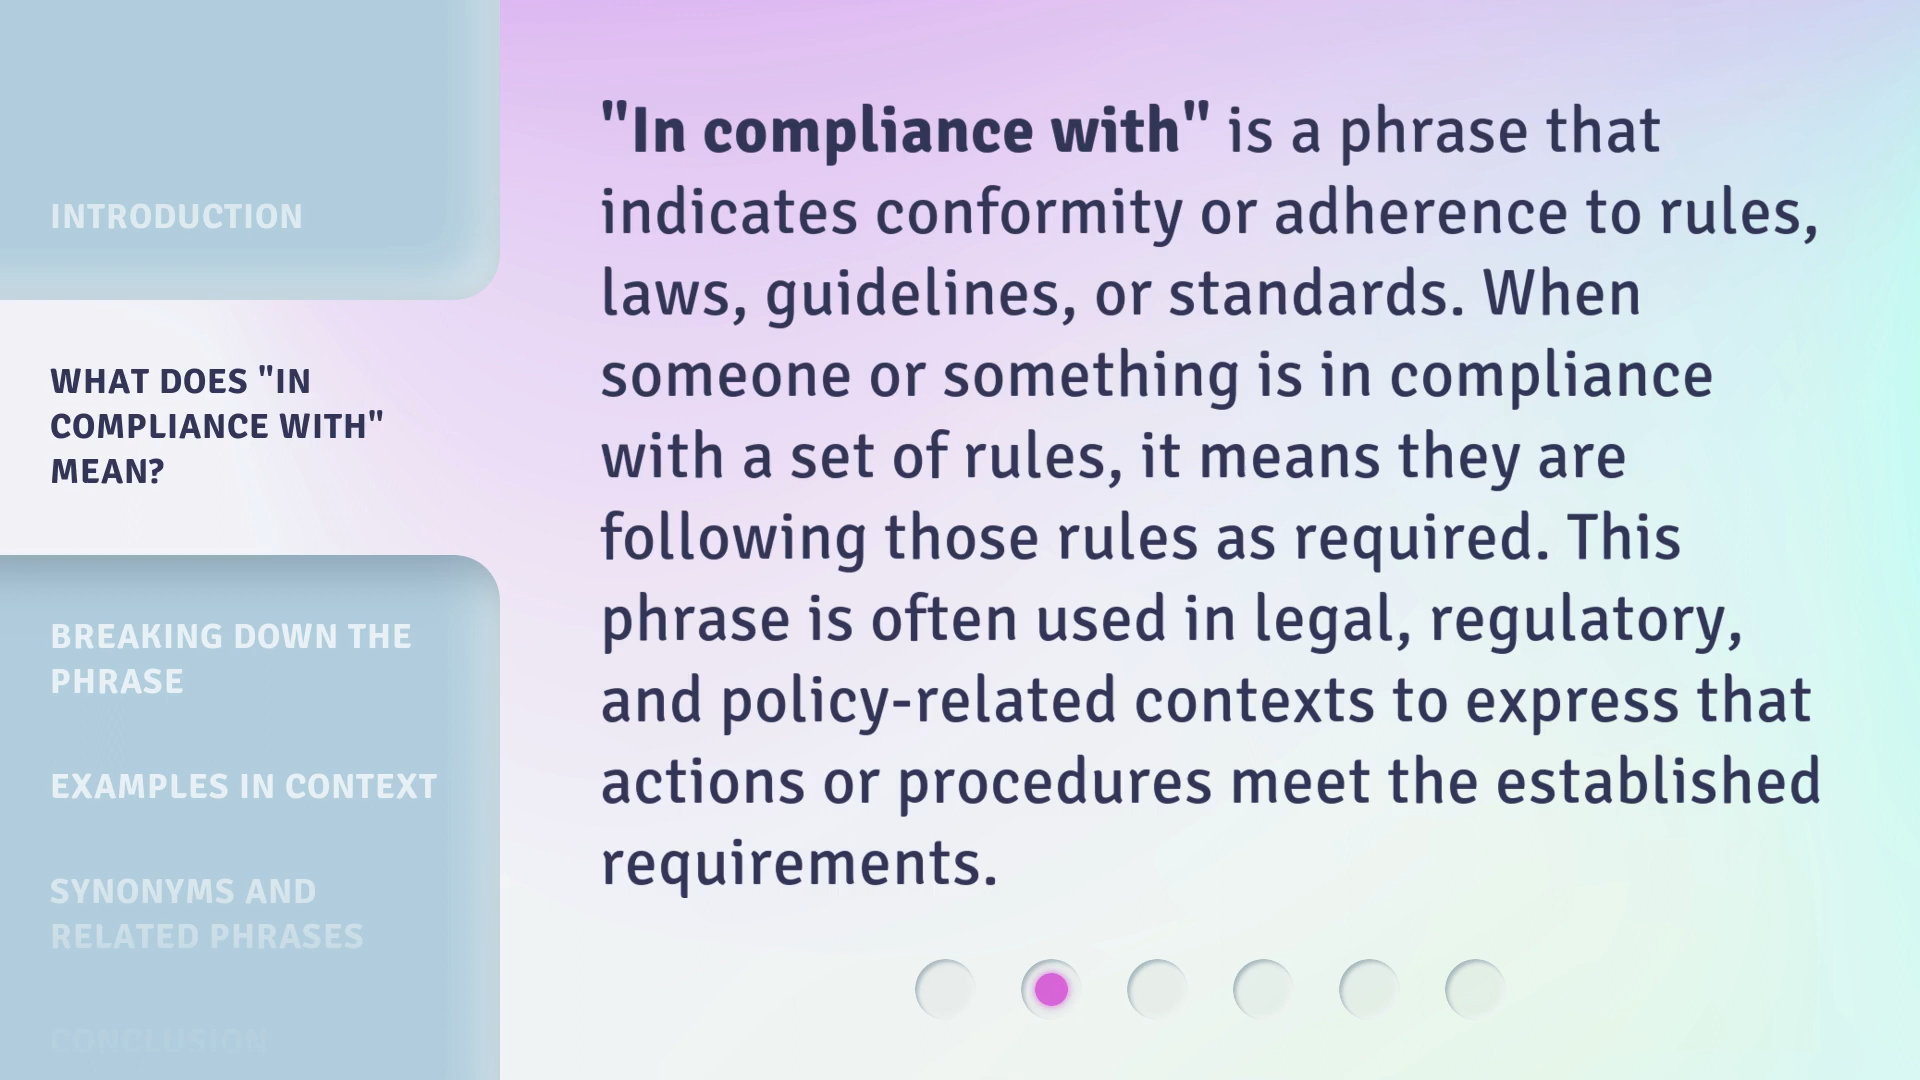 INTRODUCTION
WHAT DOES "IN
COMPLIANCE WITH"
MEAN?
BREAKING DOWN THE
PHRASE
EXAMPLES IN CONTEXT
SYNONYMS AND
RELATED PHRASES
CONCLUSION
"In compliance with" is a phrase that
indicates conformity or adherence to rules,
laws, guidelines, or standards. When
someone or something is in compliance
with a set of rules, it means they are
following those rules as required. This
phrase is often used in legal, regulatory,
and policy-related contexts to express that
actions or procedures meet the established
requirements.